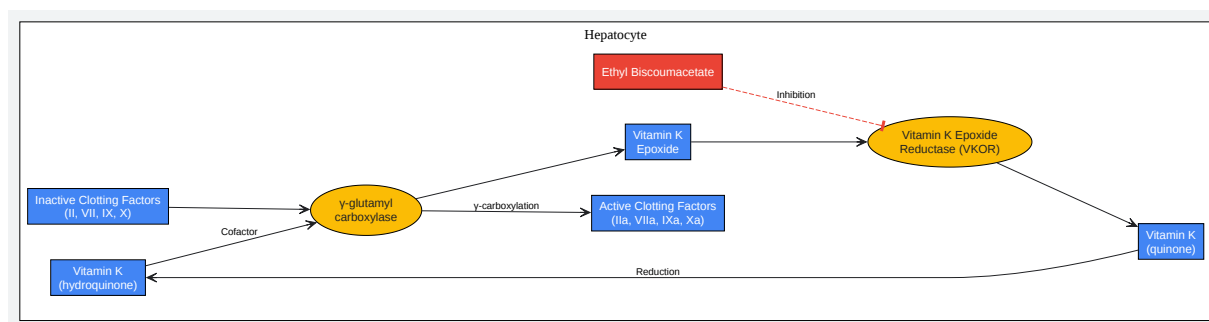 Hepatocyte
Ethyl Biscoumacetate
Inhibition
Vitamin K
Epoxide
Vitamin K Epoxide
Reductase (VKOR)
Inactive Clotting Factors
(II, VII, IX, X)
γ-glutamyl
carboxylase
γ-carboxylation
Active Clotting Factors
(IIa, VIIa, IXa, Xa)
Cofactor
Vitamin K
(quinone)
Vitamin K
(hydroquinone)
Reduction